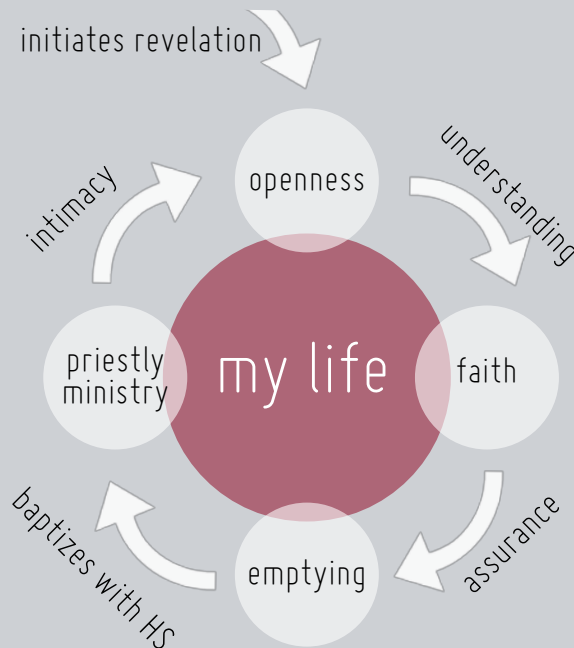 initiates revelation
openness
understanding
intimacy
my life
faith
priestly
ministry
assurance
emptying
baptizes with HS